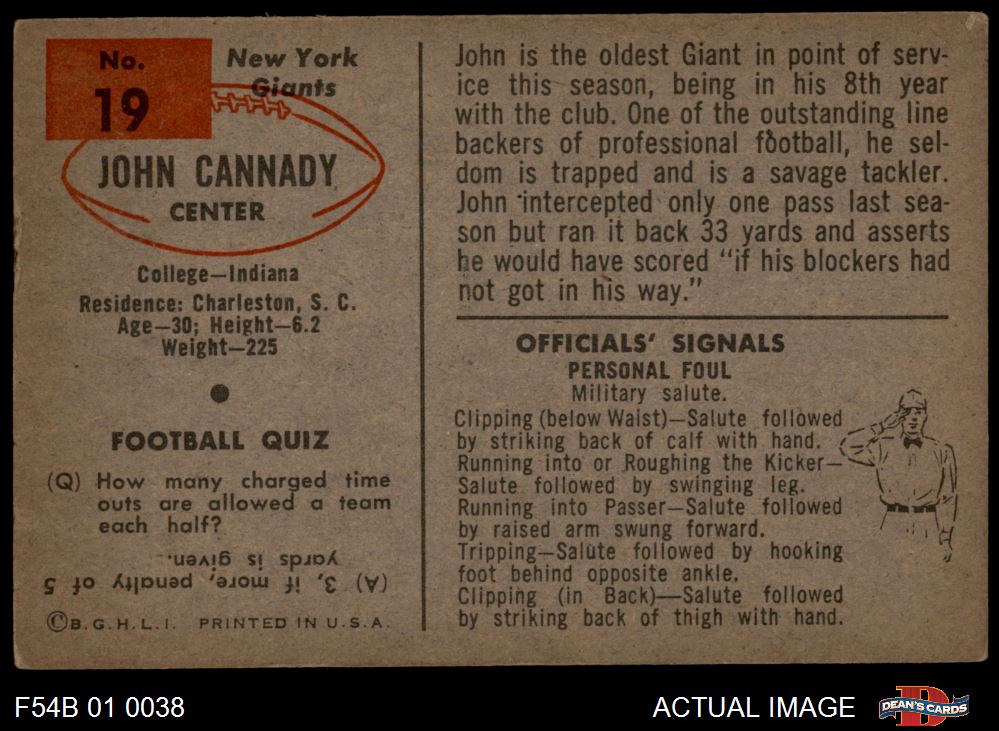 No.
19
New York
Giants
JOHN CANNADY
CENTER
College—Indiana
Residence: Charleston, S. C.
Age—30; Height—6.2
Weight—225
FOOTBALL QUIZ
(Q) How many charged time
outs are allowed a team
each half?
(A) 3, if more, penalty of 5
yards is given.
©B.G.H.L.I. PRINTED IN U.S.A.
John is the oldest Giant in point of serv-
ice this season, being in his 8th year
with the club. One of the outstanding line
backers of professional football, he sel-
dom is trapped and is a savage tackler.
John intercepted only one pass last sea-
son but ran it back 33 yards and asserts
he would have scored "if his blockers had
not got in his way."
OFFICIALS' SIGNALS
PERSONAL FOUL
Military salute.
Clipping (below Waist)—Salute followed
by striking back of calf with hand.
Running into or Roughing the Kicker—
Salute followed by swinging leg.
Running into Passer—Salute followed
by raised arm swung forward.
Tripping—Salute followed by hooking
foot behind opposite ankle.
Clipping (in Back)—Salute followed
by striking back of thigh with hand.
F54B 01 0038
ACTUAL IMAGE
D
DEAN'S CARDS